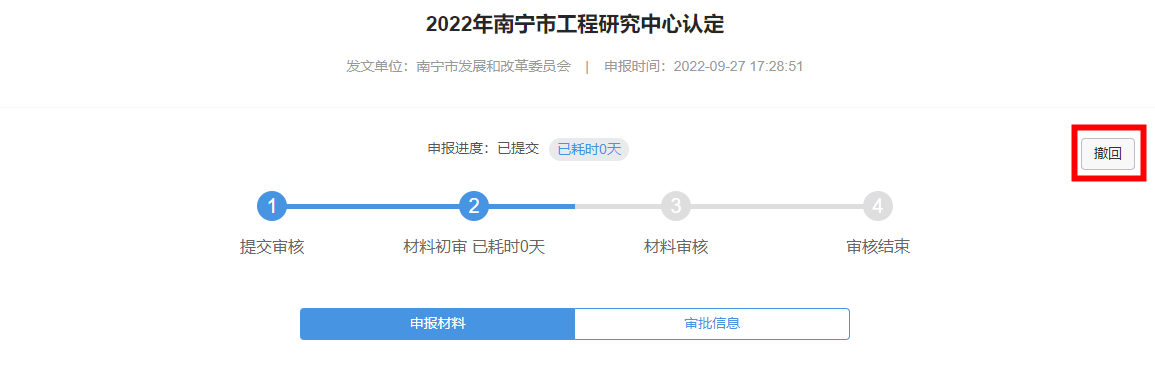 2022年南宁市工程研究中心认定
发文单位：南宁市发展和改革委员会 | 申报时间：2022-09-27 17:28:51
申报进度：已提交 已耗时0天
撤回
1 2 3 4
提交审核 材料初审 已耗时0天 材料审核 审核结束
申报材料 审批信息